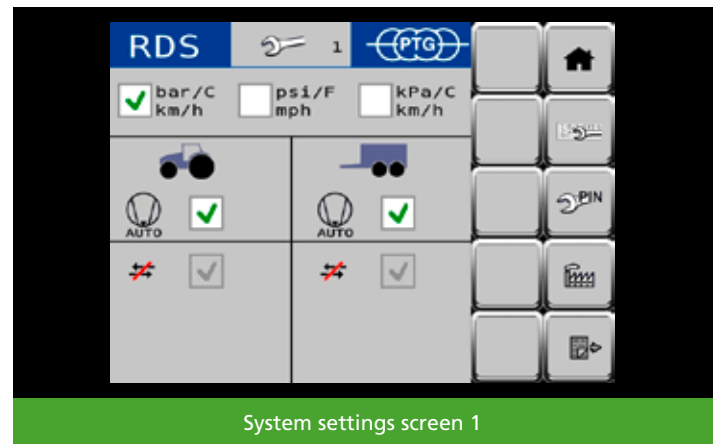 RDS
1
PTG
bar/C
km/h
psi/F
mph
kPa/C
km/h
AUTO
AUTO
PIN
System settings screen 1